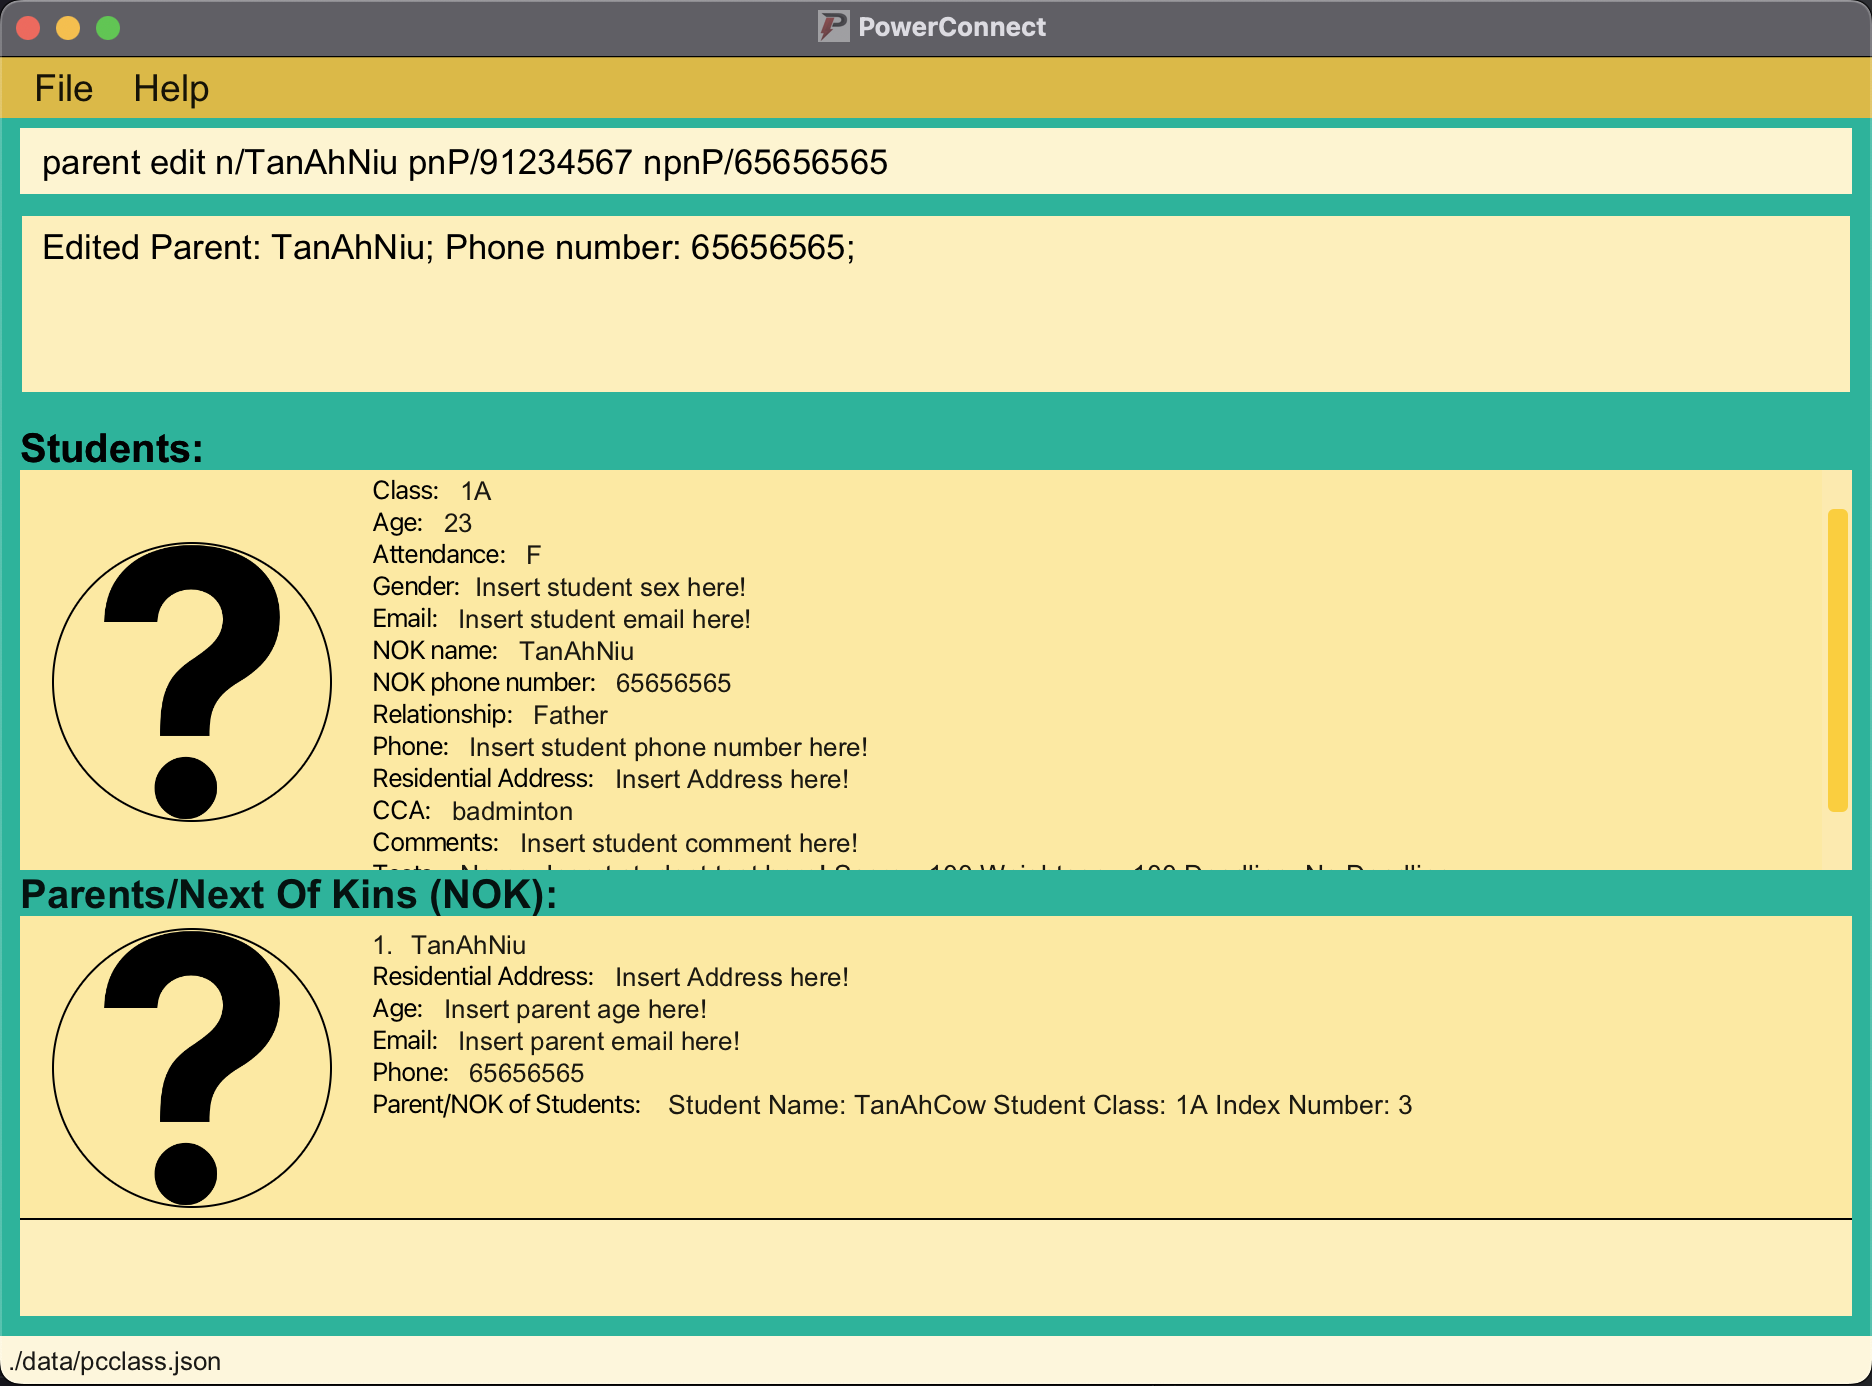 PowerConnect
File Help
parent edit n/TanAhNiu pnP/91234567 npnP/65656565
Edited Parent: TanAhNiu; Phone number: 65656565;
Students:
Class: 1A
Age: 23
Attendance: F
Gender: Insert student sex here!
Email: Insert student email here!
NOK name: TanAhNiu
NOK phone number: 65656565
Relationship: Father
Phone: Insert student phone number here!
Residential Address: Insert Address here!
CCA: badminton
Comments: Insert student comment here!
Parents/Next Of Kins (NOK):
1. TanAhNiu
Residential Address: Insert Address here!
Age: Insert parent age here!
Email: Insert parent email here!
Phone: 65656565
Parent/NOK of Students: Student Name: TanAhCow Student Class: 1A Index Number: 3
./data/pcclass.json